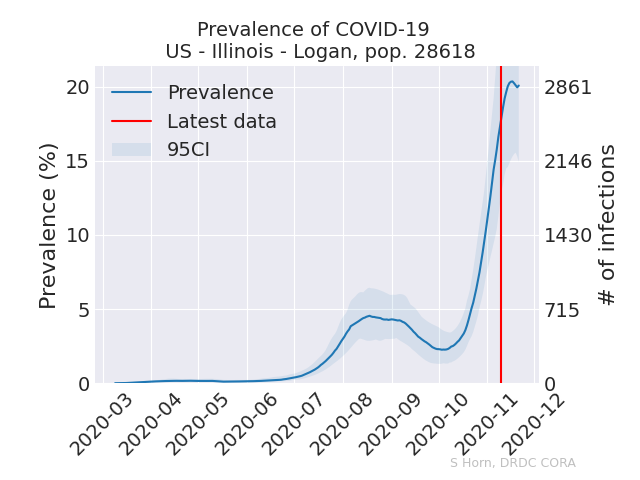 Prevalence of COVID-19
US - Illinois - Logan, pop. 28618
Prevalence
Latest data
95CI
Prevalence (%)
20
15
10
5
0
2861
2146
1430
715
0
# of infections
2020-03
2020-04
2020-05
2020-06
2020-07
2020-08
2020-09
2020-10
2020-11
2020-12
S Horn, DRDC CORA